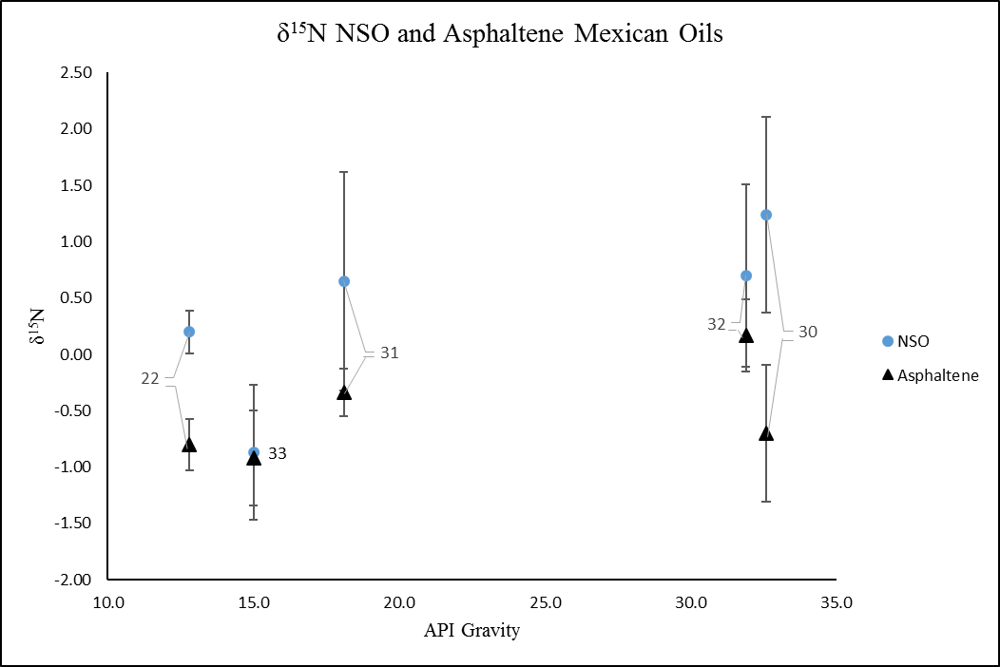 δ¹⁵N NSO and Asphaltene Mexican Oils
2.50
2.00
1.50
1.00
0.50
0.00
-0.50
-1.00
-1.50
-2.00
δ¹⁵N
22
33
31
32
30
NSO
Asphaltene
10.0 15.0 20.0 25.0 30.0 35.0
API Gravity